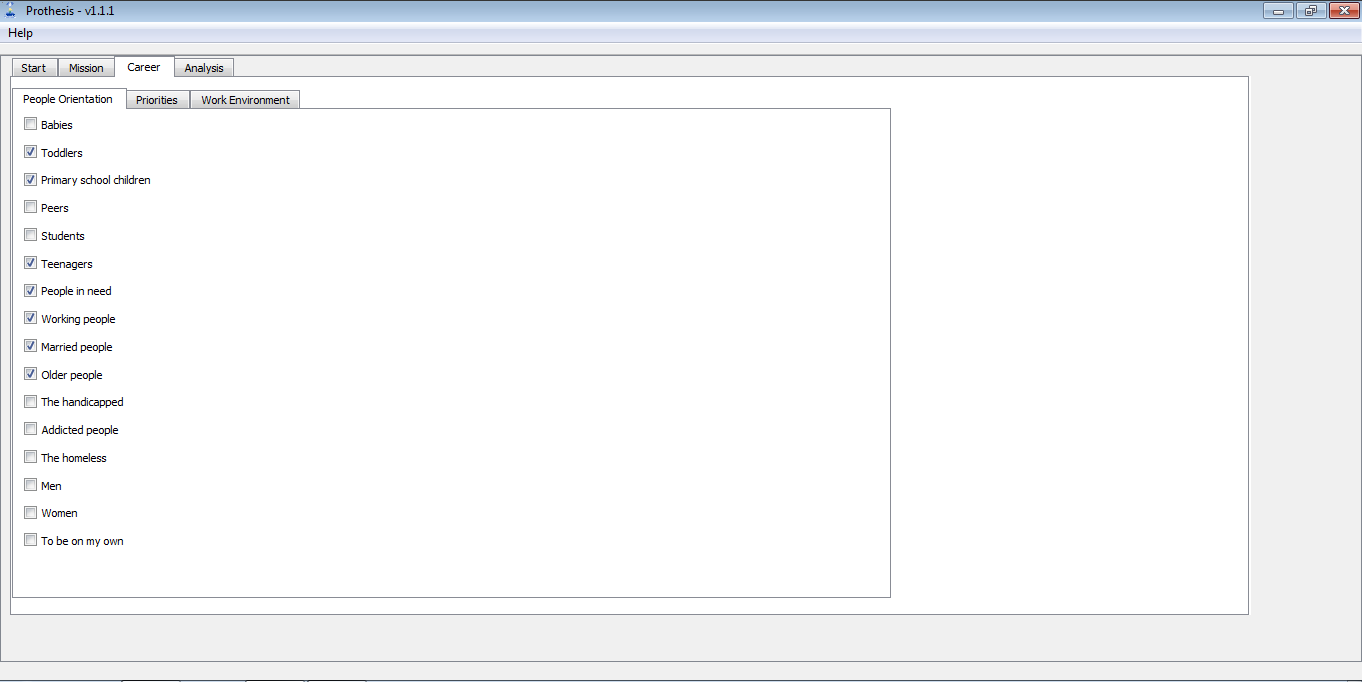 Prothesis - v1.1.1
Help
Start Mission Career Analysis
People Orientation Priorities Work Environment
Babies
Toddlers
Primary school children
Peers
Students
Teenagers
People in need
Working people
Married people
Older people
The handicapped
Addicted people
The homeless
Men
Women
To be on my own